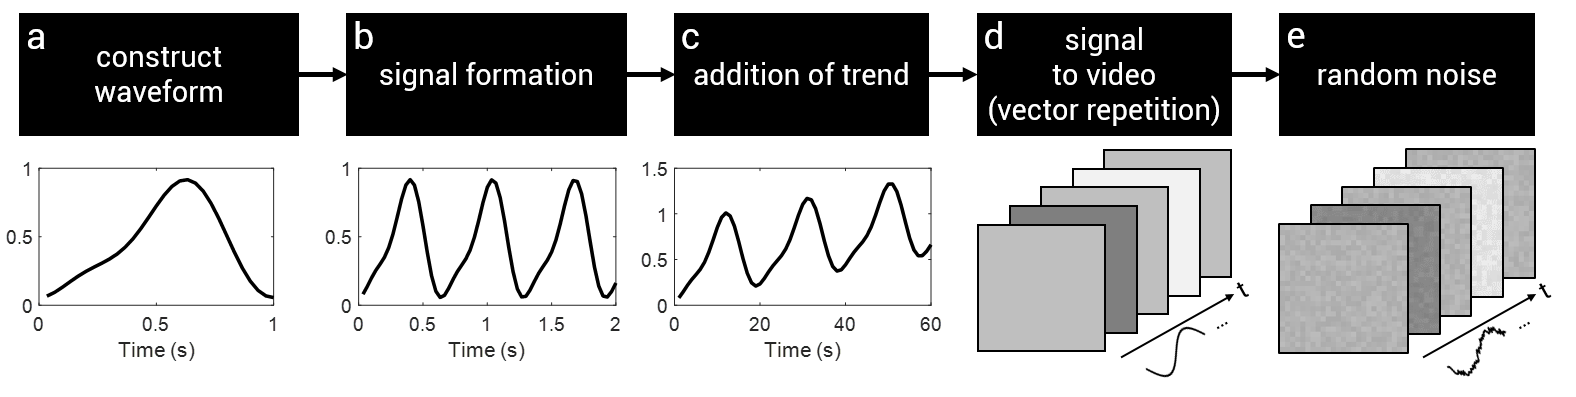 a
construct
waveform
b
signal formation
c
addition of trend
d
signal
to video
(vector repetition)
e
random noise
1
0.5
0
0
0.5
1
Time (s)
1
0.5
0
0
0.5
1
1.5
2
Time (s)
1.5
1
0.5
0
0
20
40
60
Time (s)
t
...
t
...